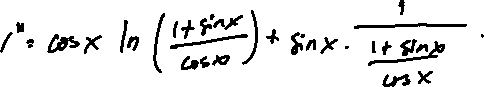 r'' = cos x ln ( (1 + sin x) / (cos x) ) + sin x · 1 / ( (1 + sin x) / (cos x) ) ·